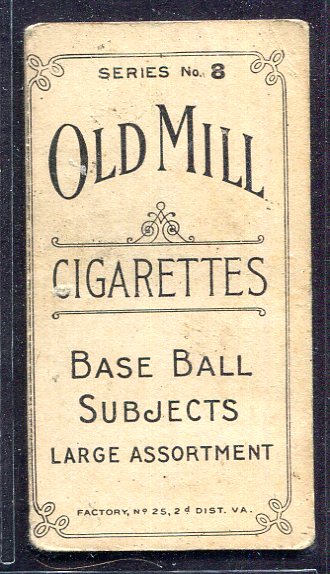 SERIES No. 8
OLD MILL
CIGARETTES
BASE BALL
SUBJECTS
LARGE ASSORTMENT
FACTORY, Nº 25, 2d DIST. VA.